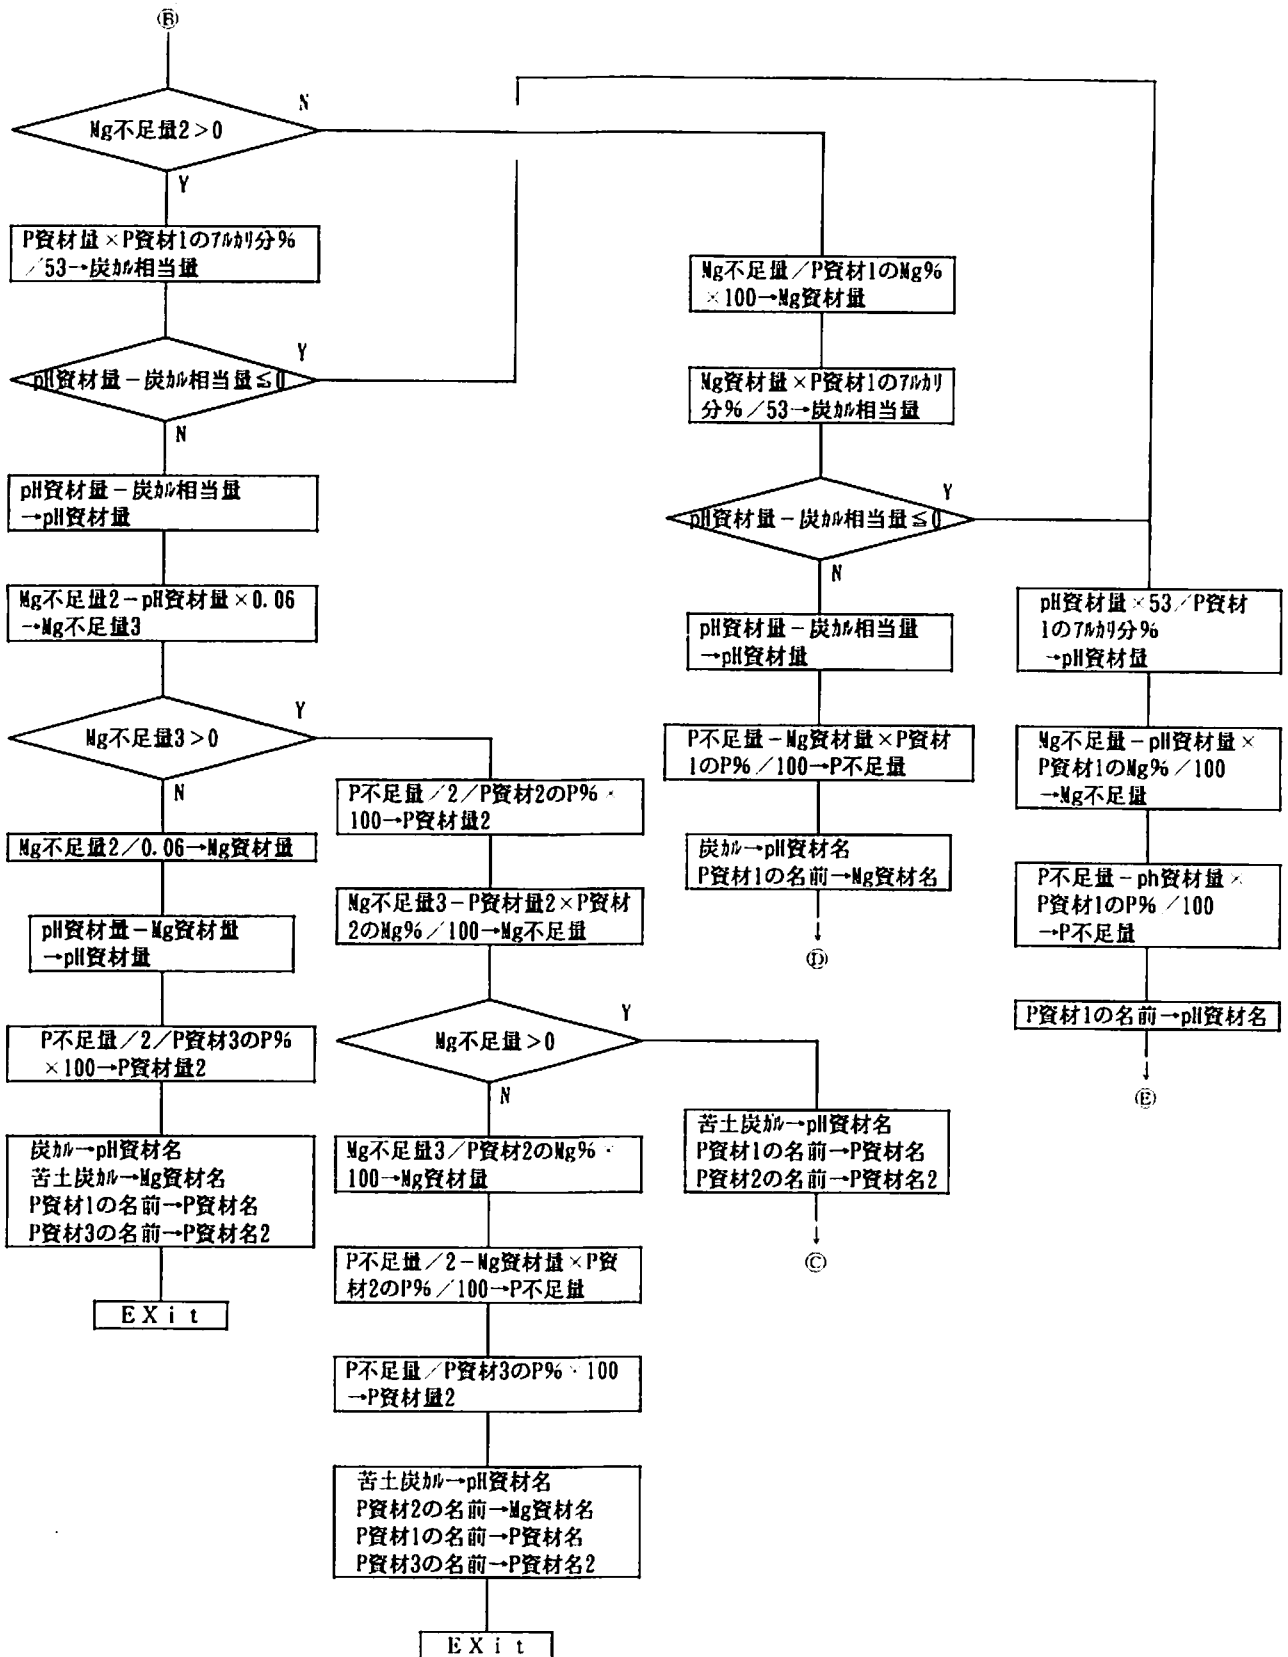 Ⓑ
N
Mg不足量2>0
Y
P資材量×P資材1のアルカリ分%
/53→炭カル相当量
Y
pH資材量-炭カル相当量≦0
N
pH資材量-炭カル相当量
→pH資材量
Mg不足量2-pH資材量×0.06
→Mg不足量3
Y
Mg不足量3>0
N
Mg不足量2/0.06→Mg資材量
pH資材量-Mg資材量
→pH資材量
P不足量/2/P資材3のP%
×100→P資材量2
炭カル→pH資材名
苦土炭カル→Mg資材名
P資材1の名前→P資材名
P資材3の名前→P資材名2
EXit
P不足量/2/P資材2のP%×
100→P資材量2
Mg不足量3-P資材量2×P資材
2のMg%/100→Mg不足量
Y
Mg不足量>0
N
Mg不足量3/P資材2のMg%×
100→Mg資材量
P不足量/2-Mg資材量×P資
材2のP%/100→P不足量
P不足量/P資材3のP%×100
→P資材量2
苦土炭カル→pH資材名
P資材2の名前→Mg資材名
P資材1の名前→P資材名
P資材3の名前→P資材名2
EXit
Mg不足量/P資材1のMg%
×100→Mg資材量
Mg資材量×P資材1のアルカリ
分%/53→炭カル相当量
Y
pH資材量-炭カル相当量≦0
N
pH資材量-炭カル相当量
→pH資材量
P不足量-Mg資材量×P資材
1のP%/100→P不足量
炭カル→pH資材名
P資材1の名前→Mg資材名
Ⓓ
苦土炭カル→pH資材名
P資材1の名前→P資材名
P資材2の名前→P資材名2
Ⓒ
pH資材量×53/P資材
1のアルカリ分%
→pH資材量
Mg不足量-pH資材量×
P資材1のMg%/100
→Mg不足量
P不足量-ph資材量×
P資材1のP%/100
→P不足量
P資材1の名前→pH資材名
Ⓔ